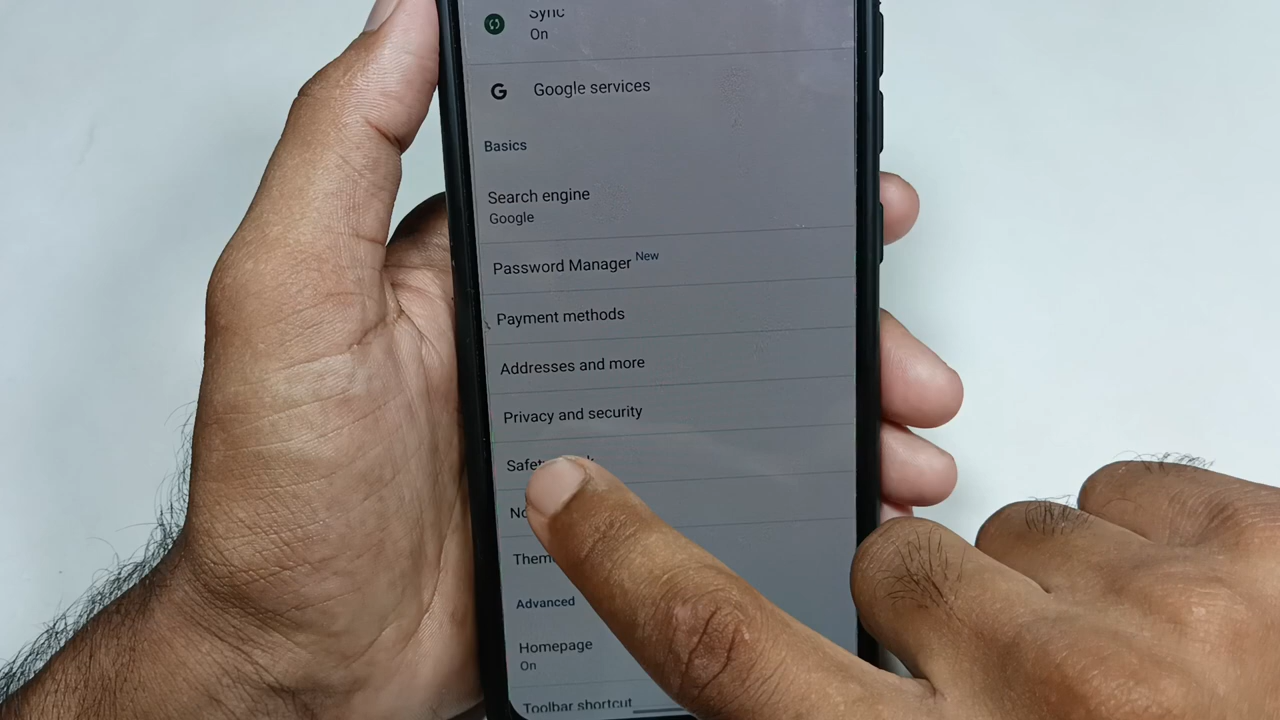 Sync
On
Google services
Basics
Search engine
Google
Password Manager New
Payment methods
Addresses and more
Privacy and security
Advanced
Homepage
On
Toolbar shortcut